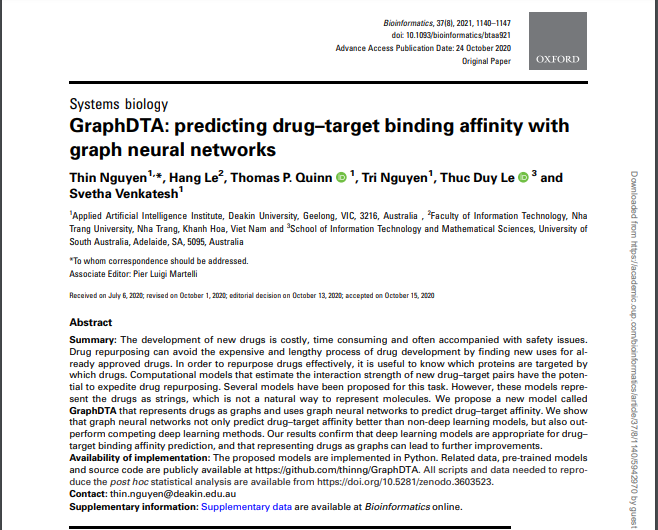 Bioinformatics, 37(8), 2021, 1140–1147
doi: 10.1093/bioinformatics/btaa921
Advance Access Publication Date: 24 October 2020
Original Paper
OXFORD
Systems biology
GraphDTA: predicting drug–target binding affinity with
graph neural networks
Thin Nguyen1,*, Hang Le2, Thomas P. Quinn 1, Tri Nguyen1, Thuc Duy Le 3 and
Svetha Venkatesh1
1Applied Artificial Intelligence Institute, Deakin University, Geelong, VIC, 3216, Australia , 2Faculty of Information Technology, Nha
Trang University, Nha Trang, Khanh Hoa, Viet Nam and 3School of Information Technology and Mathematical Sciences, University of
South Australia, Adelaide, SA, 5095, Australia
*To whom correspondence should be addressed.
Associate Editor: Pier Luigi Martelli
Received on July 6, 2020; revised on October 1, 2020; editorial decision on October 13, 2020; accepted on October 15, 2020
Abstract
Summary: The development of new drugs is costly, time consuming and often accompanied with safety issues.
Drug repurposing can avoid the expensive and lengthy process of drug development by finding new uses for al-
ready approved drugs. In order to repurpose drugs effectively, it is useful to know which proteins are targeted by
which drugs. Computational models that estimate the interaction strength of new drug–target pairs have the poten-
tial to expedite drug repurposing. Several models have been proposed for this task. However, these models repre-
sent the drugs as strings, which is not a natural way to represent molecules. We propose a new model called
GraphDTA that represents drugs as graphs and uses graph neural networks to predict drug–target affinity. We show
that graph neural networks not only predict drug–target affinity better than non-deep learning models, but also out-
perform competing deep learning methods. Our results confirm that deep learning models are appropriate for drug–
target binding affinity prediction, and that representing drugs as graphs can lead to further improvements.
Availability of implementation: The proposed models are implemented in Python. Related data, pre-trained models
and source code are publicly available at https://github.com/thinng/GraphDTA. All scripts and data needed to repro-
duce the post hoc statistical analysis are available from https://doi.org/10.5281/zenodo.3603523.
Contact: thin.nguyen@deakin.edu.au
Supplementary information: Supplementary data are available at Bioinformatics online.
Downloaded from https://academic.oup.com/bioinformatics/article/37/8/1140/5942970 by guest